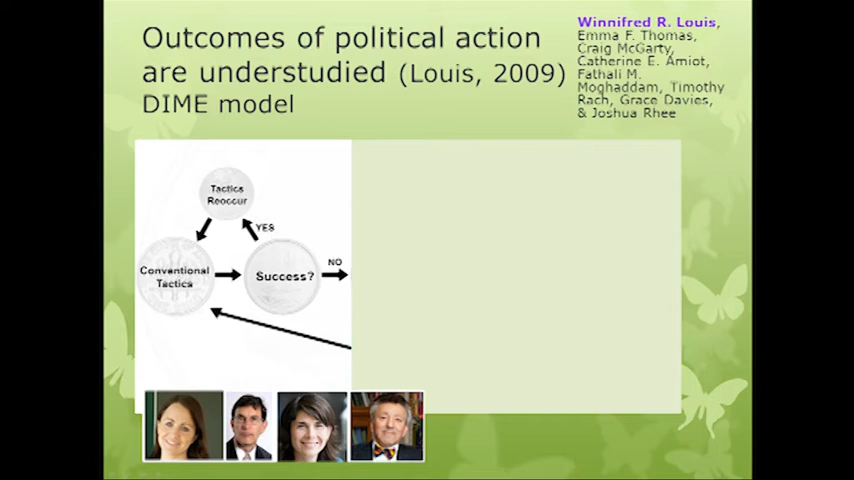 Outcomes of political action
are understudied (Louis, 2009)
DIME model
Winnifred R. Louis,
Emma F. Thomas,
Craig McGarty,
Catherine E. Amiot,
Fathali M.
Moghaddam, Timothy
Rach, Grace Davies,
& Joshua Rhee
Tactics
Reoccur
YES
NO
Conventional
Tactics
Success?